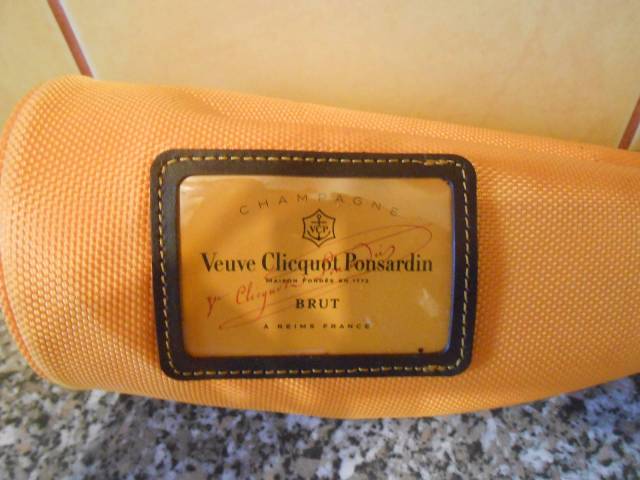 CHAMPAGNE
VCP
Veuve Clicquot Ponsardin
MAISON FONDÉE EN 1772
BRUT
À REIMS FRANCE